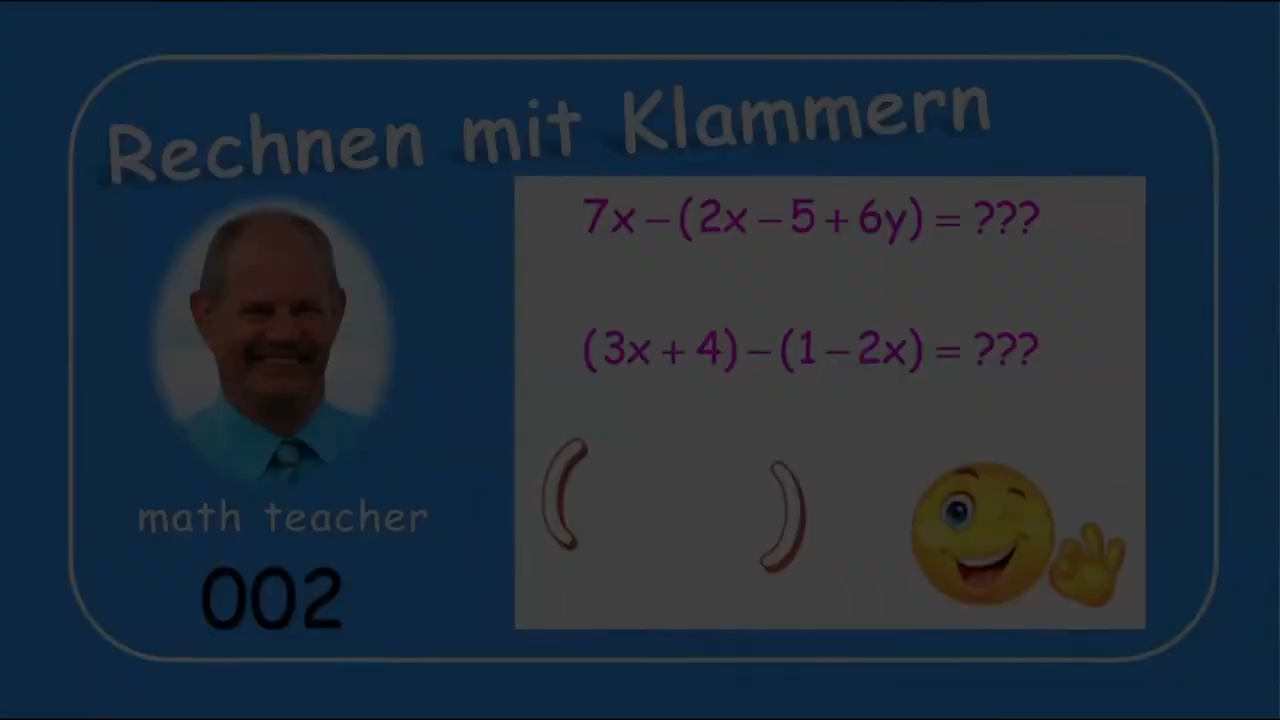 Rechnen mit Klammern
7x – (2x – 5 + 6y) = ???
(3x + 4) – (1 – 2x) = ???
( )
math teacher
002